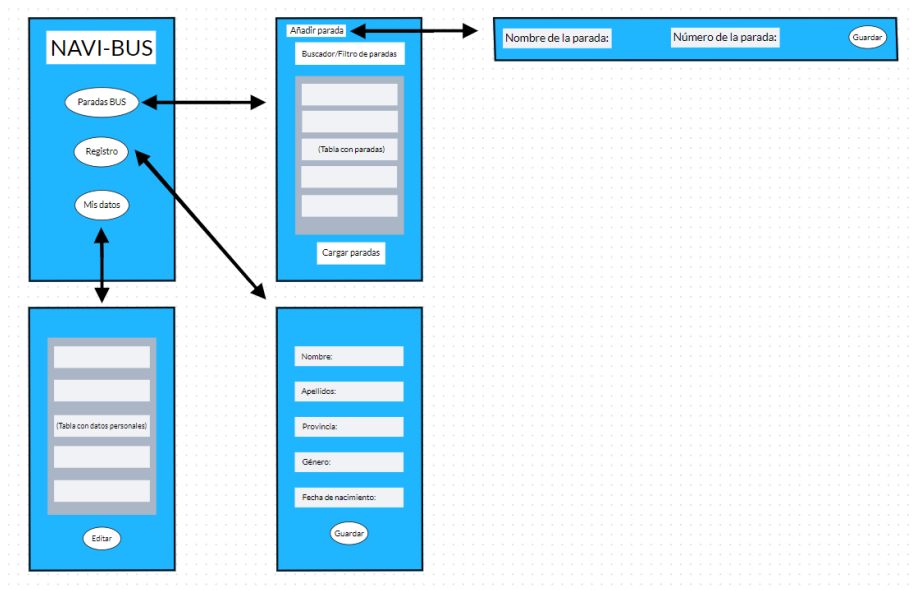 NAVI-BUS
Paradas BUS
Registro
Mis datos
Añadir parada
Buscador/Filtro de paradas
(Tabla con paradas)
Cargar paradas
Nombre de la parada:
Número de la parada:
Guardar
(Tabla con datos personales)
Editar
Nombre:
Apellidos:
Provincia:
Género:
Fecha de nacimiento:
Guardar